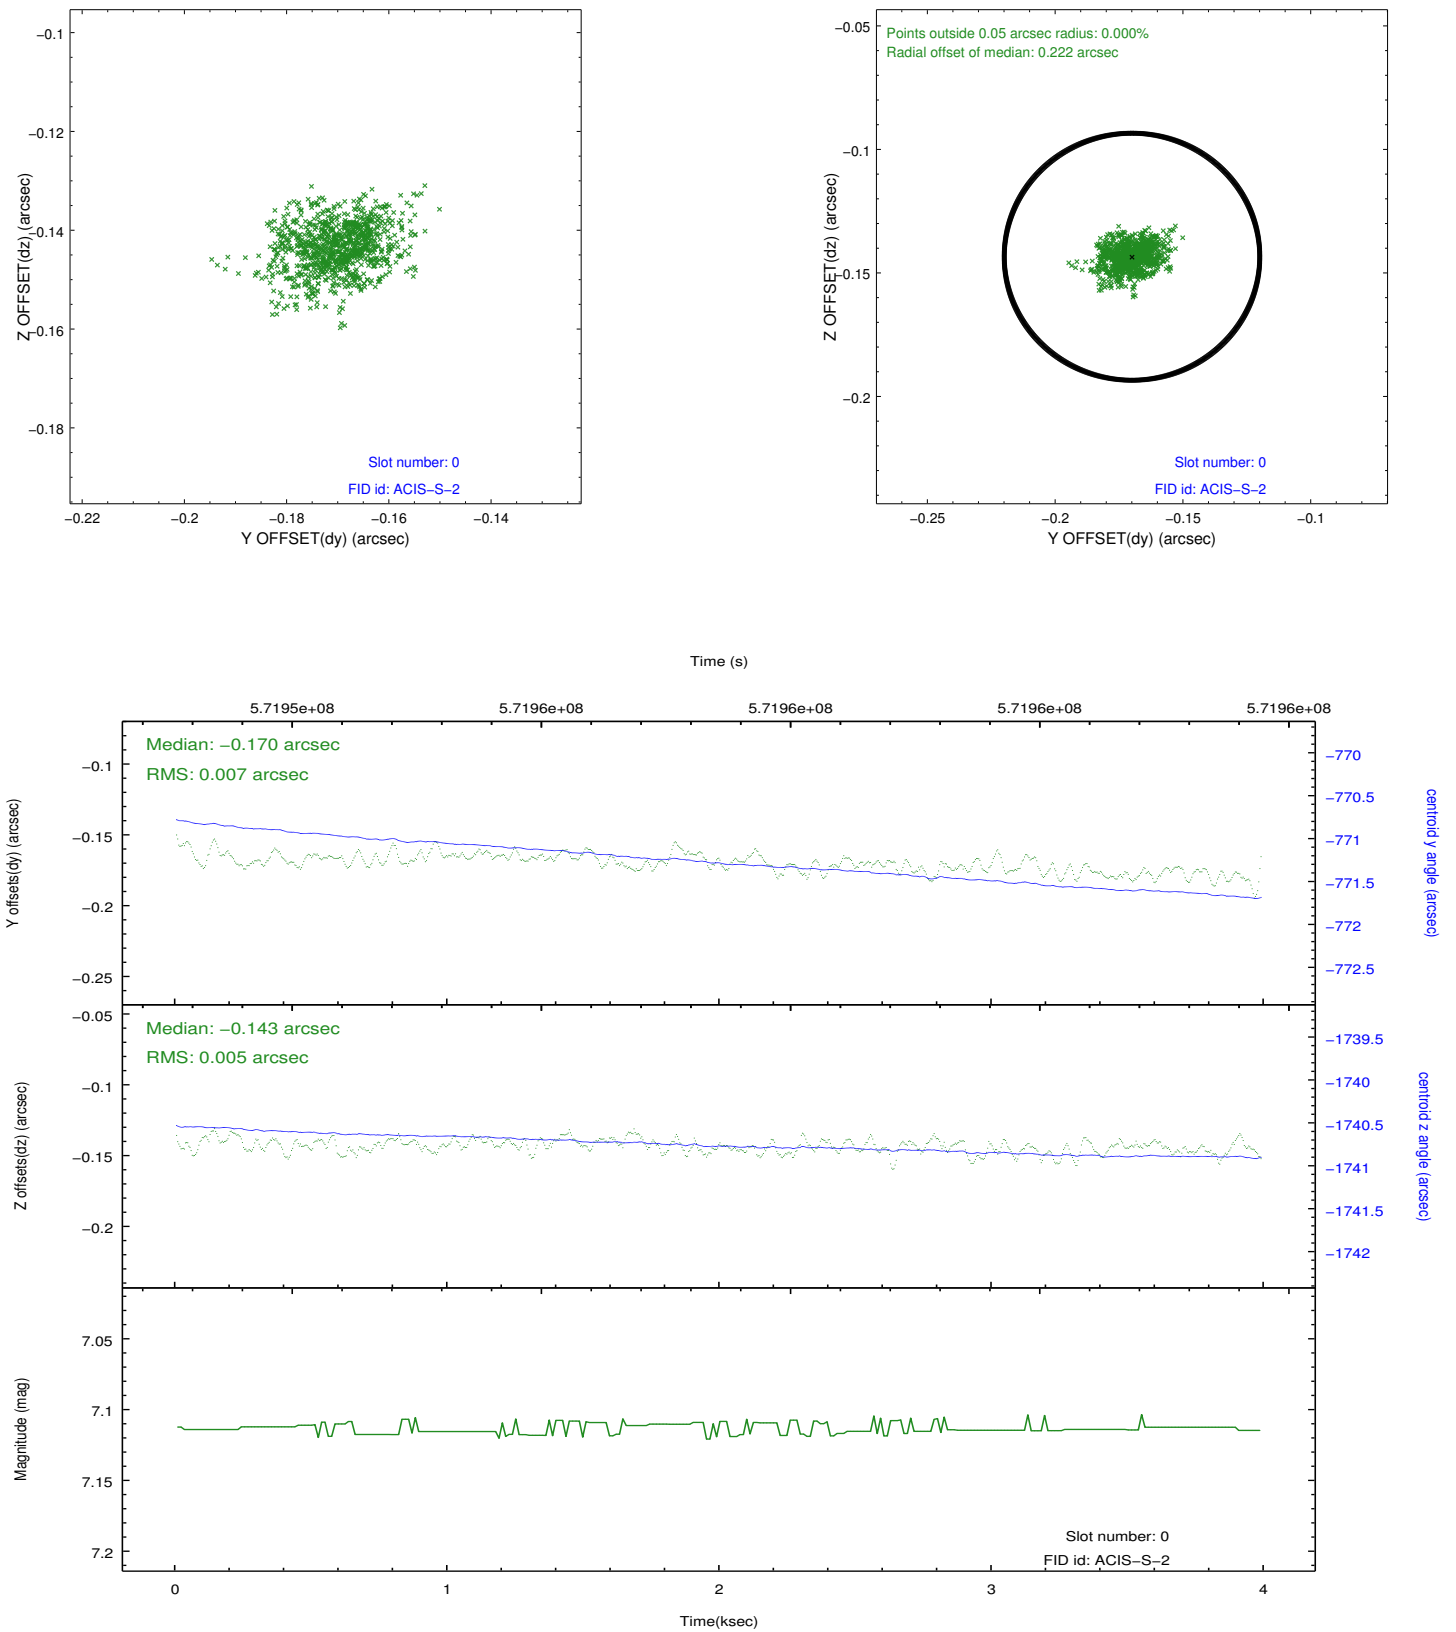 −0.1
−0.12
−0.14
−0.16
−0.18
Z OFFSET(dz) (arcsec)
Slot number: 0
FID id: ACIS−S−2
−0.22
−0.2
−0.18
−0.16
−0.14
Y OFFSET(dy) (arcsec)
Points outside 0.05 arcsec radius: 0.000%
Radial offset of median: 0.222 arcsec
−0.05
−0.1
−0.15
−0.2
Z OFFSET(dz) (arcsec)
Slot number: 0
FID id: ACIS−S−2
−0.25
−0.2
−0.15
−0.1
Y OFFSET(dy) (arcsec)
Time (s)
5.7195e+08
5.7196e+08
5.7196e+08
5.7196e+08
5.7196e+08
Median: −0.170 arcsec
RMS: 0.007 arcsec
−0.1
−0.15
−0.2
−0.25
Y offsets(dy) (arcsec)
−770
−770.5
−771
−771.5
−772
−772.5
centroid y angle (arcsec)
Median: −0.143 arcsec
RMS: 0.005 arcsec
−0.05
−0.1
−0.15
−0.2
Z offsets(dz) (arcsec)
−1739.5
−1740
−1740.5
−1741
−1741.5
−1742
centroid z angle (arcsec)
7.05
7.1
7.15
7.2
Magnitude (mag)
Slot number: 0
FID id: ACIS−S−2
0
1
2
3
4
Time(ksec)